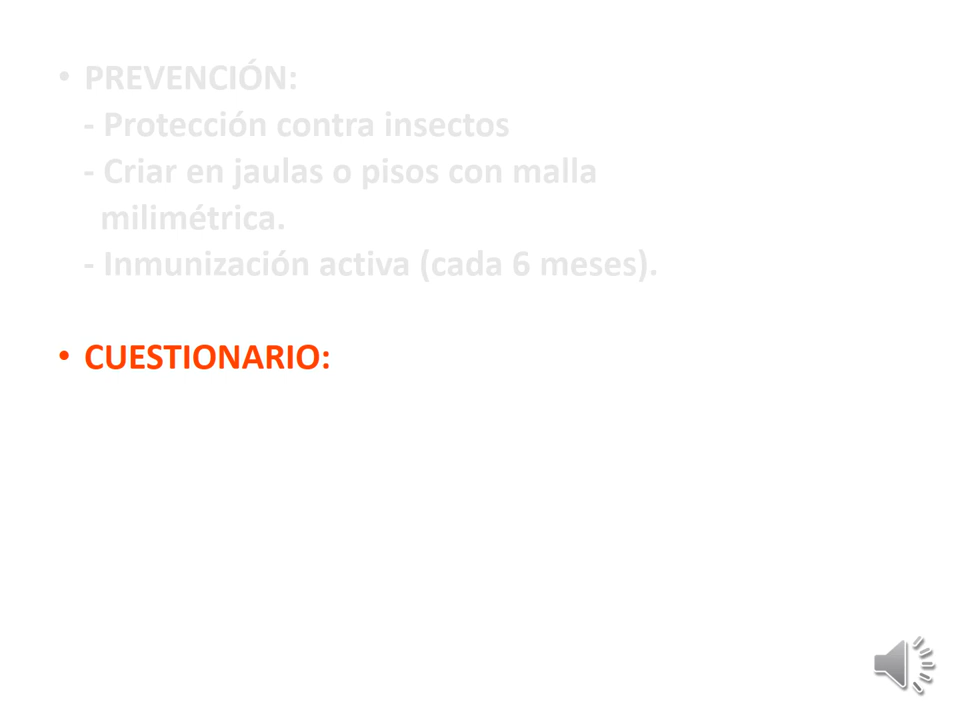 • PREVENCIÓN:
- Protección contra insectos
- Criar en jaulas o pisos con malla
milimétrica.
- Inmunización activa (cada 6 meses).
• CUESTIONARIO: